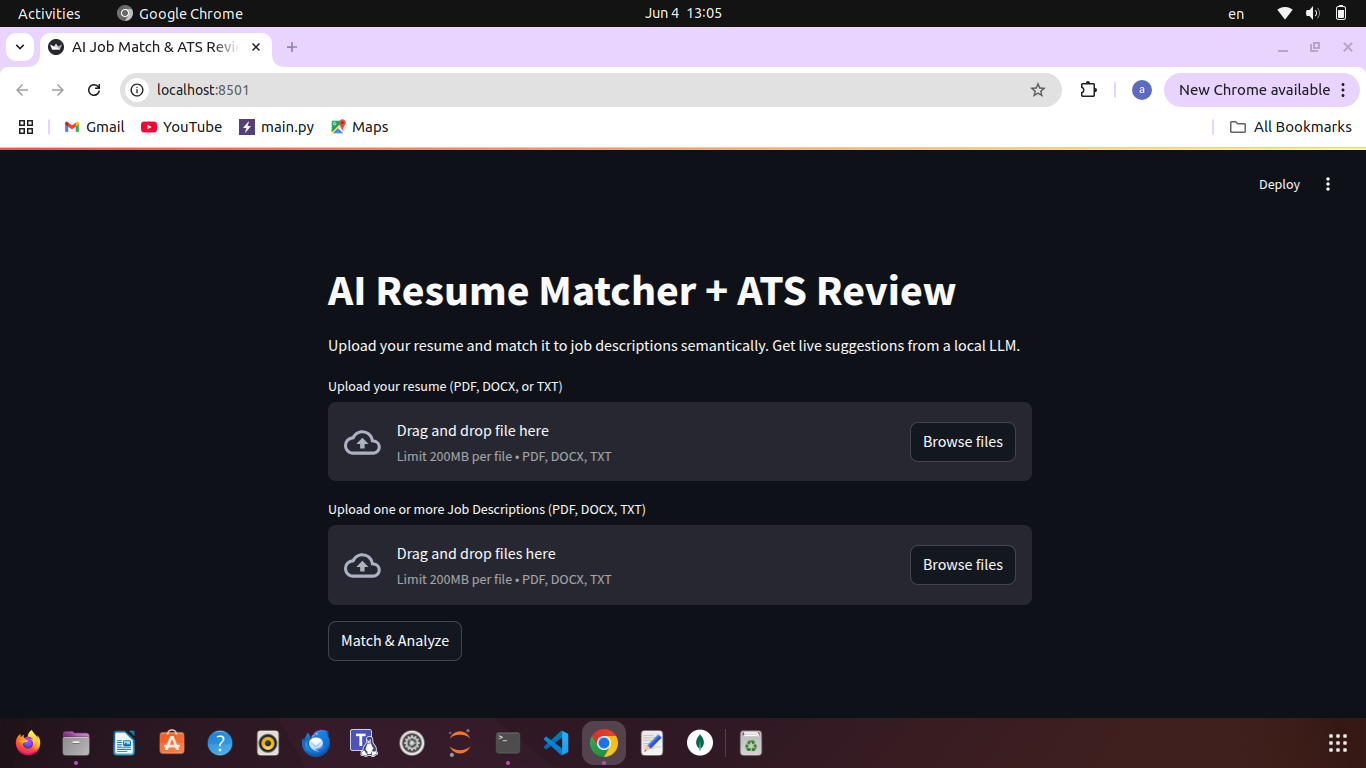 Activities
Google Chrome
Jun 4 13:05
en
AI Job Match & ATS Revi
localhost:8501
a
New Chrome available
Gmail
YouTube
main.py
Maps
All Bookmarks
Deploy
AI Resume Matcher + ATS Review
Upload your resume and match it to job descriptions semantically. Get live suggestions from a local LLM.
Upload your resume (PDF, DOCX, or TXT)
Drag and drop file here
Limit 200MB per file • PDF, DOCX, TXT
Browse files
Upload one or more Job Descriptions (PDF, DOCX, TXT)
Drag and drop files here
Limit 200MB per file • PDF, DOCX, TXT
Browse files
Match & Analyze